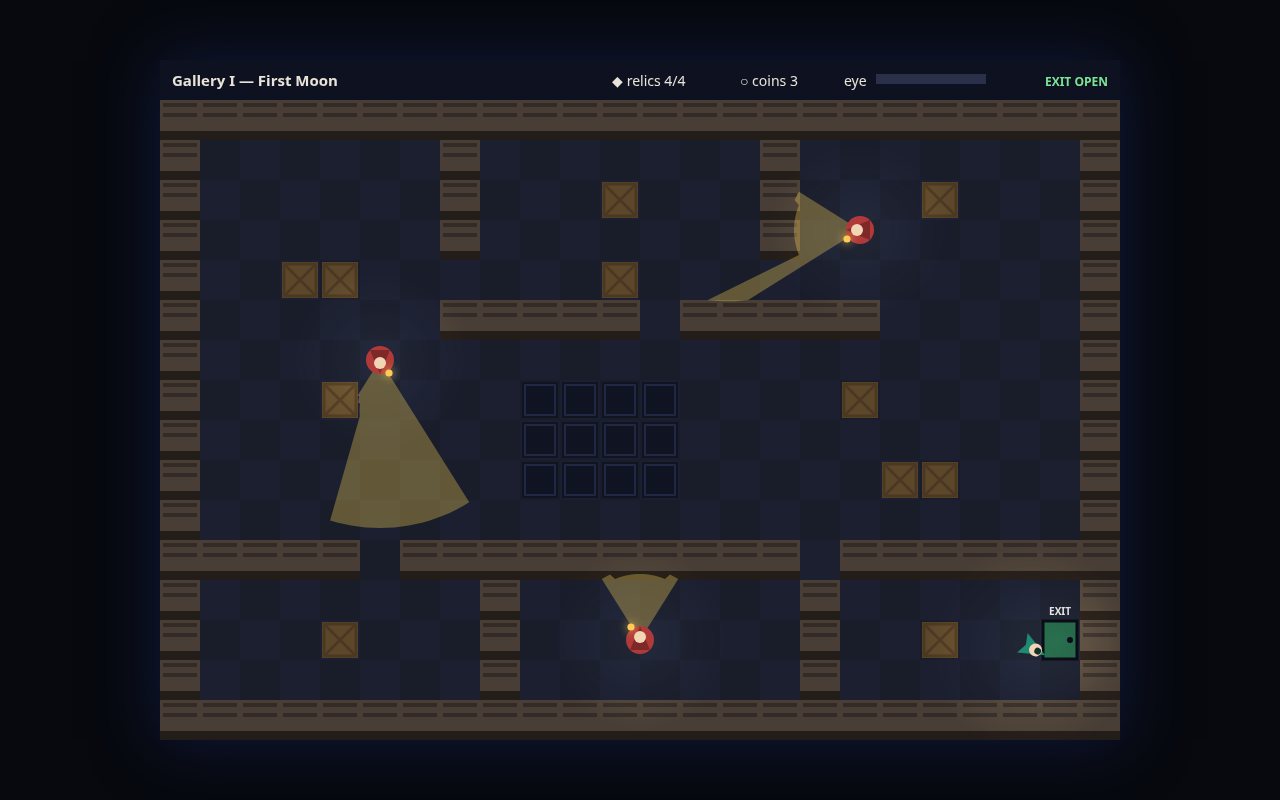 Gallery I — First Moon
◆ relics 4/4
○ coins 3
eye
EXIT OPEN
EXIT